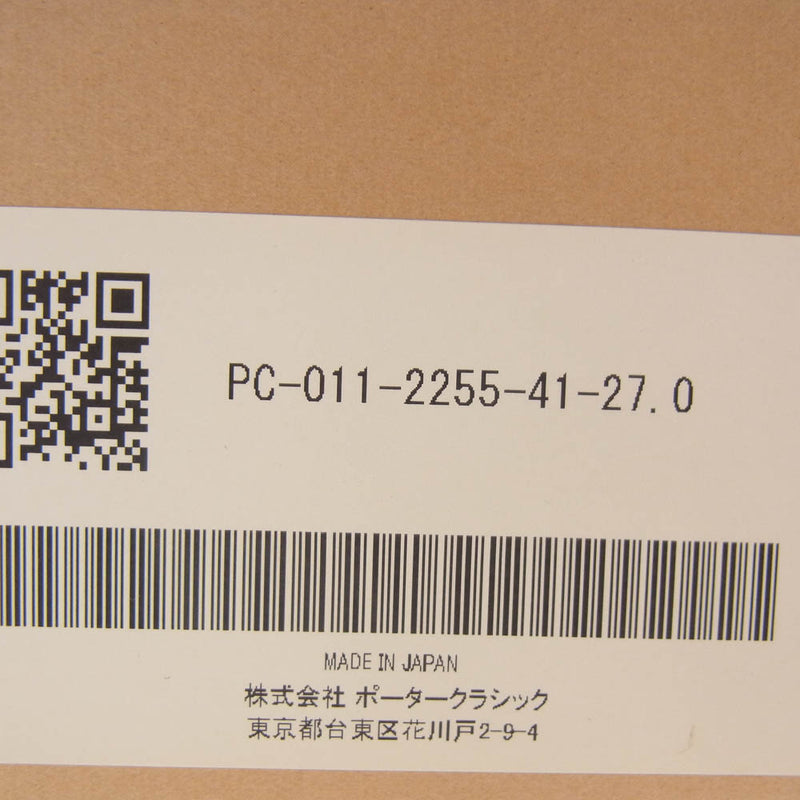 PC-011-2255-41-27.0
MADE IN JAPAN
株式会社 ポータークラシック
東京都台東区花川戸2-9-4